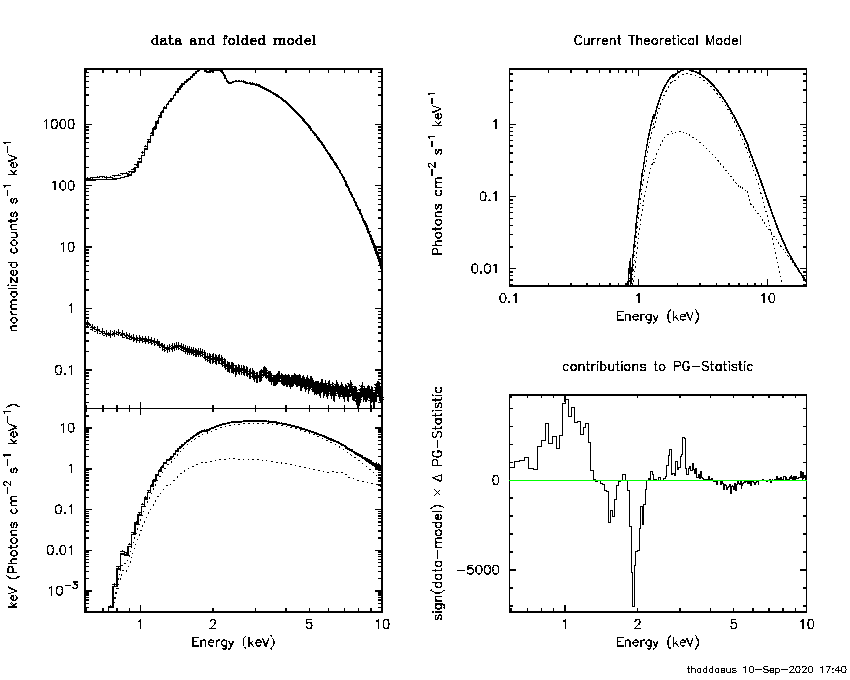 data and folded model
normalized counts s⁻¹ keV⁻¹
1000
100
10
1
0.1
keV (Photons cm⁻² s⁻¹ keV⁻¹)
10
1
0.1
0.01
10⁻³
1 2 5 10
Energy (keV)
Current Theoretical Model
Photons cm⁻² s⁻¹ keV⁻¹
1
0.1
0.01
0.1 1 10
Energy (keV)
contributions to PG-Statistic
sign(data-model) × Δ PG-Statistic
0
-5000
1 2 5 10
Energy (keV)
thaddaeus 10-Sep-2020 17:40